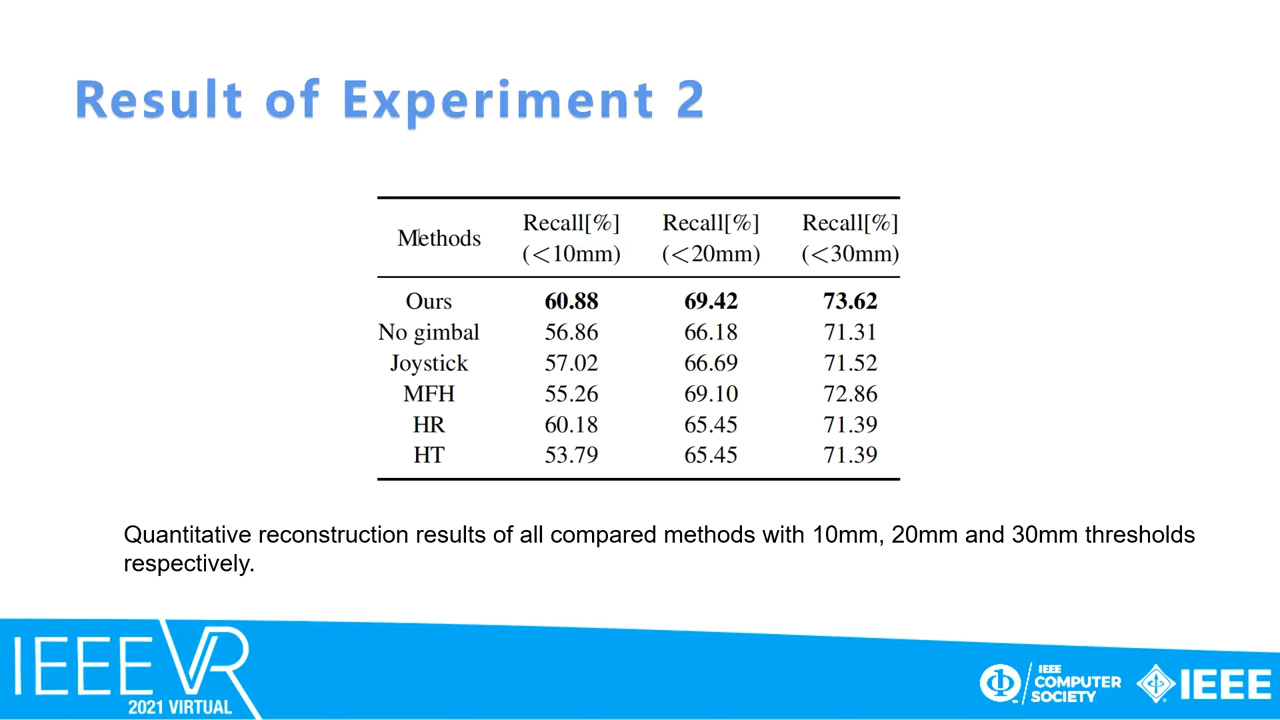 Result of Experiment 2
Methods Recall[%] Recall[%] Recall[%]
(<10mm) (<20mm) (<30mm)
Ours 60.88 69.42 73.62
No gimbal 56.86 66.18 71.31
Joystick 57.02 66.69 71.52
MFH 55.26 69.10 72.86
HR 60.18 65.45 71.39
HT 53.79 65.45 71.39
Quantitative reconstruction results of all compared methods with 10mm, 20mm and 30mm thresholds
respectively.
IEEE VR
2021 VIRTUAL
IEEE
COMPUTER
SOCIETY
IEEE